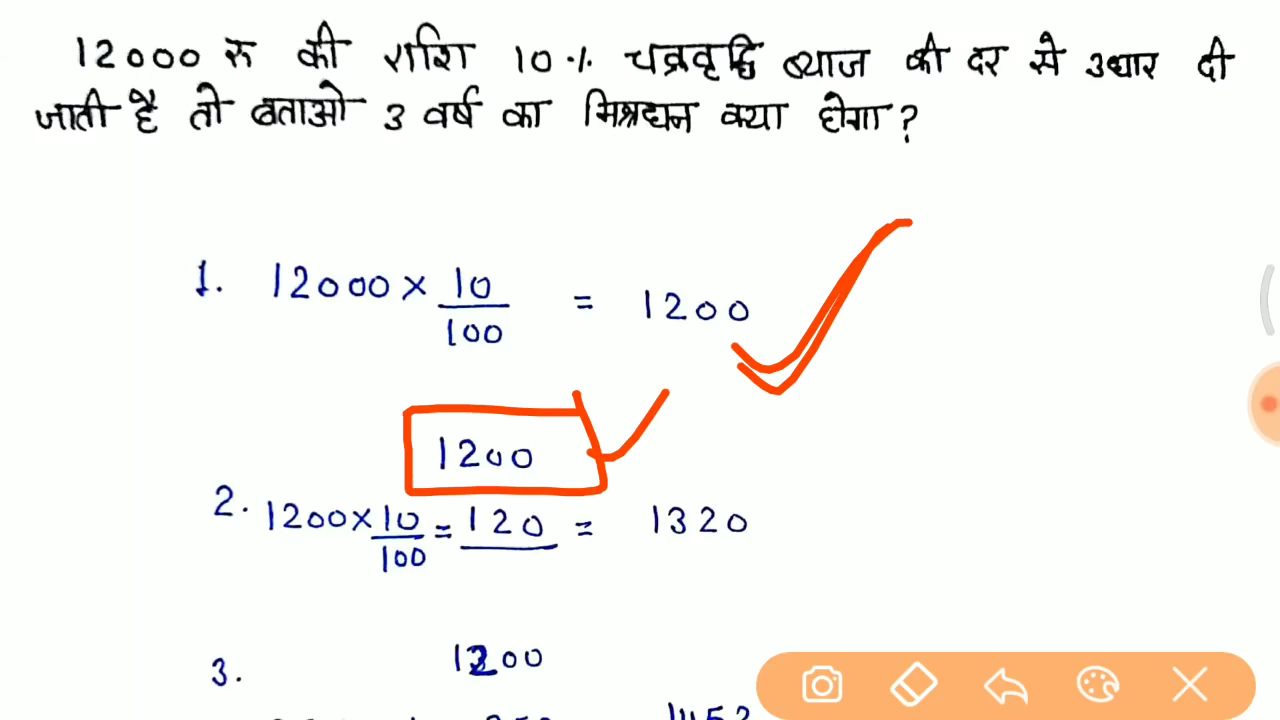 12000 रु की राशि 10% चक्रवृद्धि ब्याज की दर से उधार दी
जाती है तो बताओ 3 वर्ष का मिश्रधन क्या होगा?
1. 12000 × 10/100 = 1200
1200
2. 1200 × 10/100 = 120 = 1320
1200
3.
1452